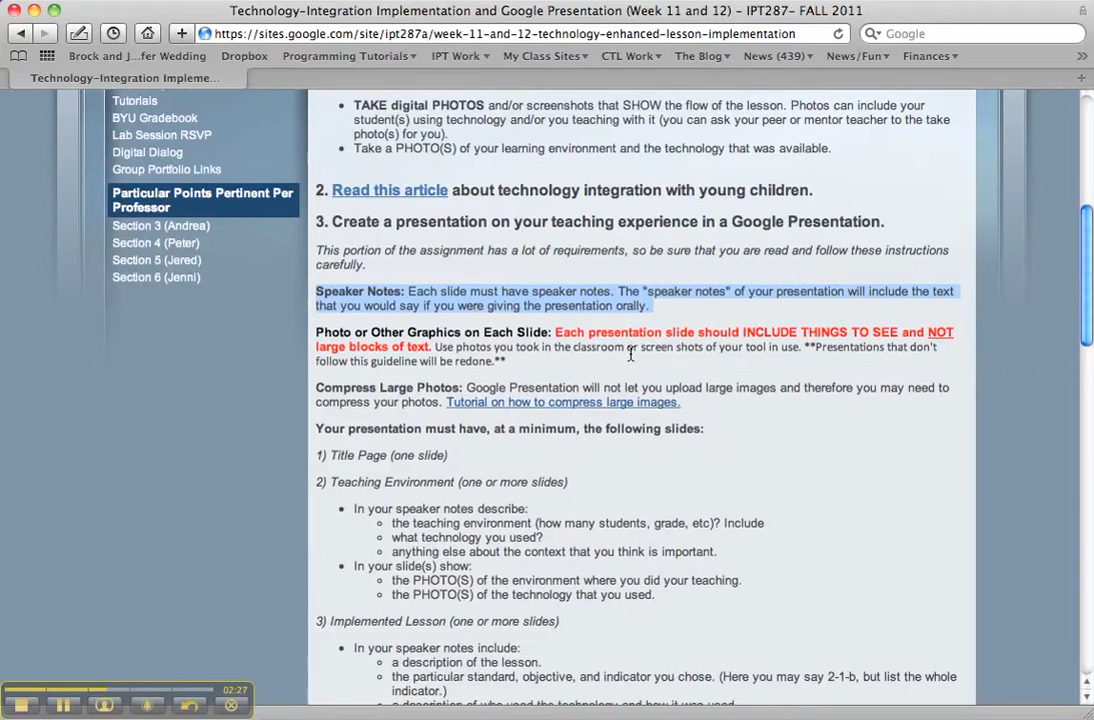 Technology-Integration Implementation and Google Presentation (Week 11 and 12) - IPT287- FALL 2011
https://sites.google.com/site/ipt287a/week-11-and-12-technology-enhanced-lesson-implementation
Google
Brock and J...fer Wedding Dropbox Programming Tutorials IPT Work My Class Sites CTL Work The Blog News (439) News/Fun Finances
Technology-Integration Impleme...
Tutorials
BYU Gradebook
Lab Session RSVP
Digital Dialog
Group Portfolio Links
Particular Points Pertinent Per
Professor
Section 3 (Andrea)
Section 4 (Peter)
Section 5 (Jered)
Section 6 (Jenni)
• TAKE digital PHOTOS and/or screenshots that SHOW the flow of the lesson. Photos can include your
student(s) using technology and/or you teaching with it (you can ask your peer or mentor teacher to the take
photo(s) for you).
• Take a PHOTO(S) of your learning environment and the technology that was available.
2. Read this article about technology integration with young children.
3. Create a presentation on your teaching experience in a Google Presentation.
This portion of the assignment has a lot of requirements, so be sure that you are read and follow these instructions
carefully.
Speaker Notes: Each slide must have speaker notes. The "speaker notes" of your presentation will include the text
that you would say if you were giving the presentation orally.
Photo or Other Graphics on Each Slide: Each presentation slide should INCLUDE THINGS TO SEE and NOT
large blocks of text. Use photos you took in the classroom or screen shots of your tool in use. **Presentations that don't
follow this guideline will be redone.**
Compress Large Photos: Google Presentation will not let you upload large images and therefore you may need to
compress your photos. Tutorial on how to compress large images.
Your presentation must have, at a minimum, the following slides:
1) Title Page (one slide)
2) Teaching Environment (one or more slides)
• In your speaker notes describe:
◦ the teaching environment (how many students, grade, etc)? Include
◦ what technology you used?
◦ anything else about the context that you think is important.
• In your slide(s) show:
◦ the PHOTO(S) of the environment where you did your teaching.
◦ the PHOTO(S) of the technology that you used.
3) Implemented Lesson (one or more slides)
• In your speaker notes include:
◦ a description of the lesson.
◦ the particular standard, objective, and indicator you chose. (Here you may say 2-1-b, but list the whole
indicator.)
◦ a description of who used the technology and how it was used.
02:27